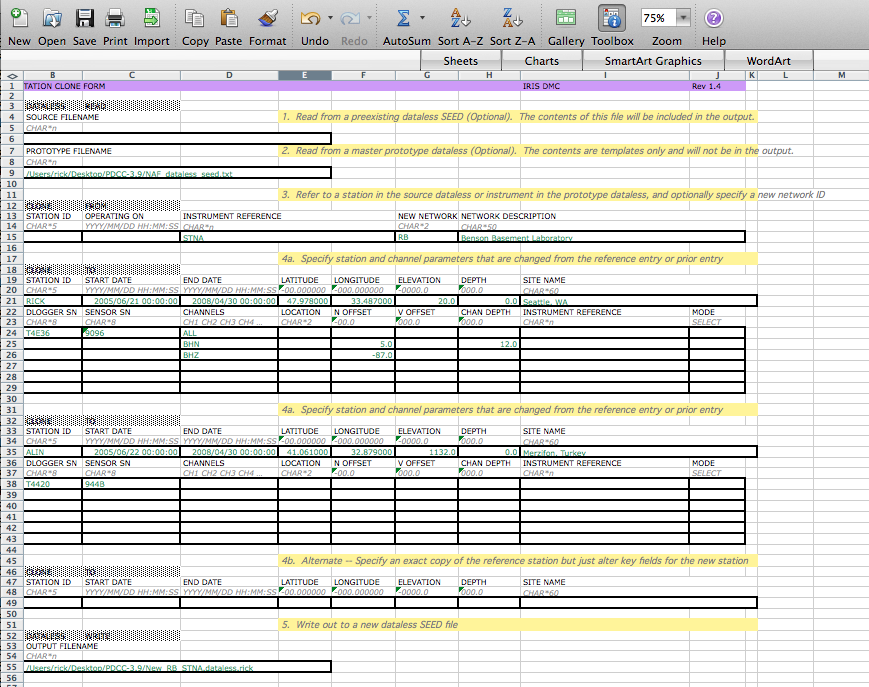 New Open Save Print Import Copy Paste Format Undo Redo AutoSum Sort A-Z Sort Z-A Gallery Toolbox 75% Zoom Help
Sheets Charts SmartArt Graphics WordArt
B C D E F G H I J K L M
1 TATION CLONE FORM IRIS DMC Rev 1.4
2
3 DATALESS READ
4 SOURCE FILENAME 1. Read from a preexisting dataless SEED (Optional). The contents of this file will be included in the output.
5 CHAR*n
6
7 PROTOTYPE FILENAME 2. Read from a master prototype dataless (Optional). The contents are templates only and will not be in the output.
8 CHAR*n
9 /Users/rick/Desktop/PDCC-3.9/NAF_dataless_seed.txt
10
11 3. Refer to a station in the source dataless or instrument in the prototype dataless, and optionally specify a new network ID
12 CLONE FROM
13 STATION ID OPERATING ON INSTRUMENT REFERENCE NEW NETWORK NETWORK DESCRIPTION
14 CHAR*5 YYYY/MM/DD HH:MM:SS CHAR*n CHAR*2 CHAR*50
15 STNA RB Benson Basement Laboratory
16
17 4a. Specify station and channel parameters that are changed from the reference entry or prior entry
18 CLONE TO
19 STATION ID START DATE END DATE LATITUDE LONGITUDE ELEVATION DEPTH SITE NAME
20 CHAR*5 YYYY/MM/DD HH:MM:SS YYYY/MM/DD HH:MM:SS -00.000000 -000.000000 -0000.0 000.0 CHAR*60
21 RICK 2005/06/21 00:00:00 2008/04/30 00:00:00 47.978000 33.487000 20.0 0.0 Seattle, WA
22 DLOGGER SN SENSOR SN CHANNELS LOCATION N OFFSET V OFFSET CHAN DEPTH INSTRUMENT REFERENCE MODE
23 CHAR*8 CHAR*8 CH1 CH2 CH3 CH4 ... CHAR*2 -00.0 000.0 000.0 CHAR*n SELECT
24 T4E36 9096 ALL
25 BHN 5.0 12.0
26 BHZ -87.0
27
28
29
30
31 4a. Specify station and channel parameters that are changed from the reference entry or prior entry
32 CLONE TO
33 STATION ID START DATE END DATE LATITUDE LONGITUDE ELEVATION DEPTH SITE NAME
34 CHAR*5 YYYY/MM/DD HH:MM:SS YYYY/MM/DD HH:MM:SS -00.000000 -000.000000 -0000.0 000.0 CHAR*60
35 ALIN 2005/06/22 00:00:00 2008/04/30 00:00:00 41.061000 32.879000 1132.0 0.0 Merzifon, Turkey
36 DLOGGER SN SENSOR SN CHANNELS LOCATION N OFFSET V OFFSET CHAN DEPTH INSTRUMENT REFERENCE MODE
37 CHAR*8 CHAR*8 CH1 CH2 CH3 CH4 ... CHAR*2 -00.0 000.0 000.0 CHAR*n SELECT
38 T4420 944B
39
40
41
42
43
44
45 4b. Alternate -- Specify an exact copy of the reference station but just alter key fields for the new station
46 CLONE TO
47 STATION ID START DATE END DATE LATITUDE LONGITUDE ELEVATION DEPTH SITE NAME
48 CHAR*5 YYYY/MM/DD HH:MM:SS YYYY/MM/DD HH:MM:SS -00.000000 -000.000000 -0000.0 000.0 CHAR*60
49
50
51 5. Write out to a new dataless SEED file
52 DATALESS WRITE
53 OUTPUT FILENAME
54 CHAR*n
55 /Users/rick/Desktop/PDCC-3.9/New_RB_STNA.dataless.rick
56
57